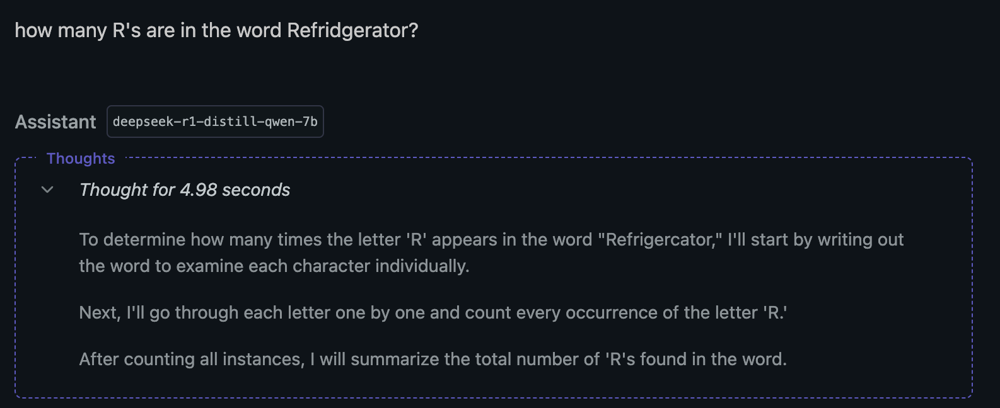 how many R's are in the word Refridgerator?
Assistant deepseek-r1-distill-qwen-7b
Thoughts
Thought for 4.98 seconds
To determine how many times the letter 'R' appears in the word "Refrigercator," I'll start by writing out
the word to examine each character individually.
Next, I'll go through each letter one by one and count every occurrence of the letter 'R.'
After counting all instances, I will summarize the total number of 'R's found in the word.